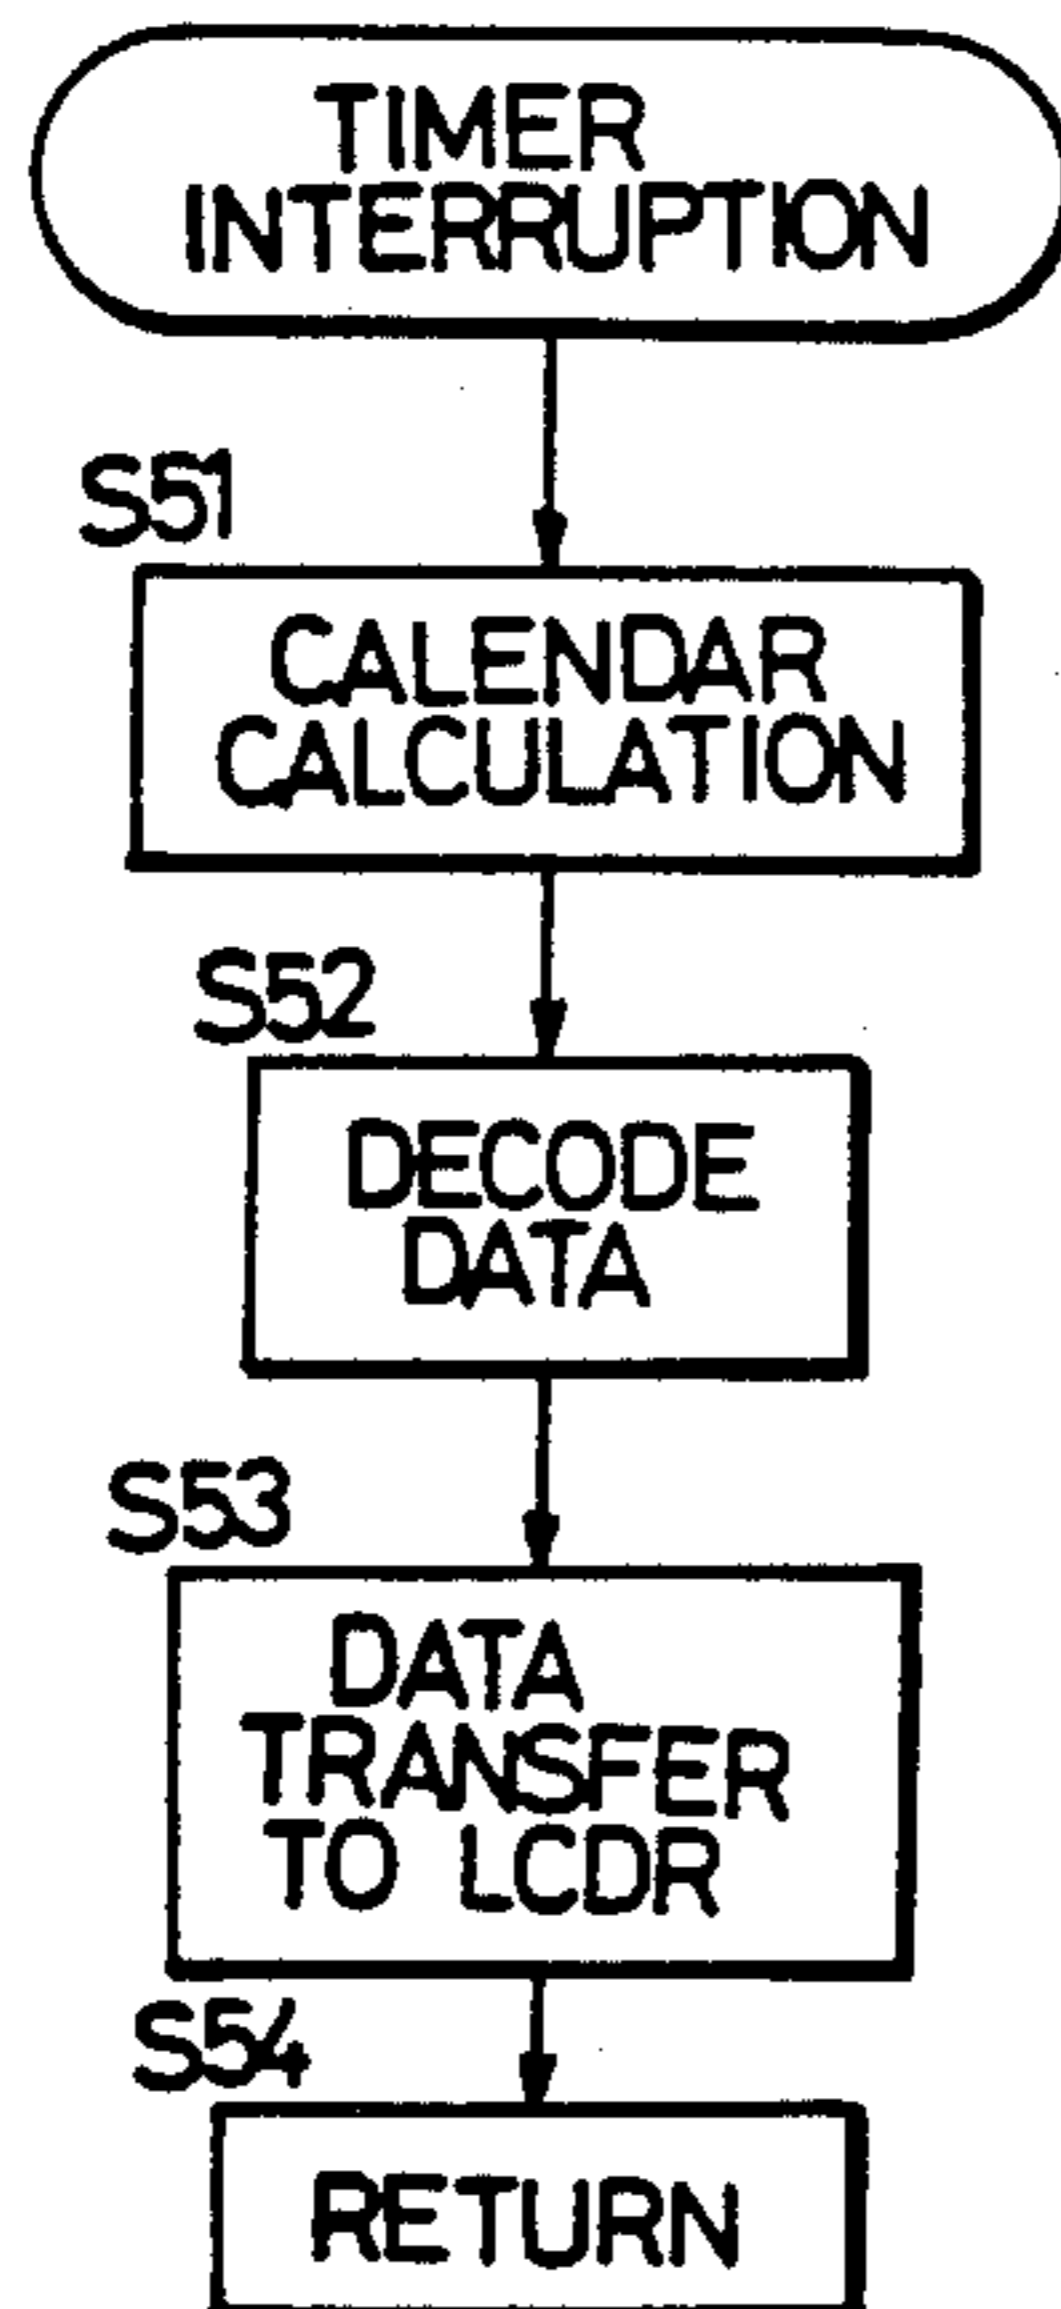 TIMER
INTERRUPTION
S51
CALENDAR
CALCULATION
S52
DECODE
DATA
S53
DATA
TRANSFER
TO LCDR
S54
RETURN